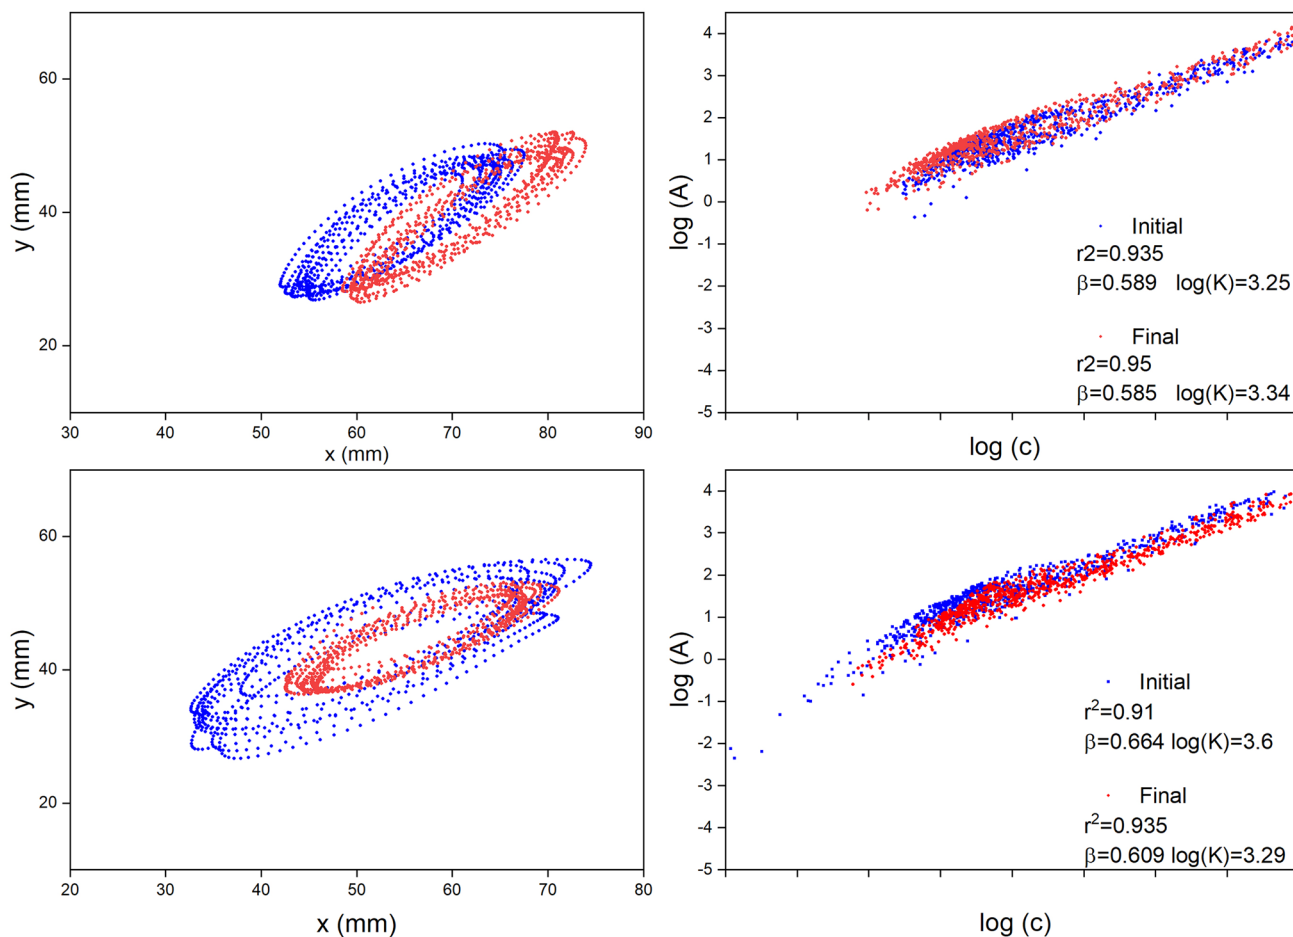 60
40
20
y (mm)
30
40
50
60
70
80
90
x (mm)
4
3
2
1
0
-1
-2
-3
-4
-5
log (A)
log (c)
Initial
r2=0.935
β=0.589 log(K)=3.25
Final
r2=0.95
β=0.585 log(K)=3.34
60
40
20
y (mm)
20
30
40
50
60
70
80
x (mm)
4
3
2
1
0
-1
-2
-3
-4
-5
log (A)
log (c)
Initial
r²=0.91
β=0.664 log(K)=3.6
Final
r²=0.935
β=0.609 log(K)=3.29